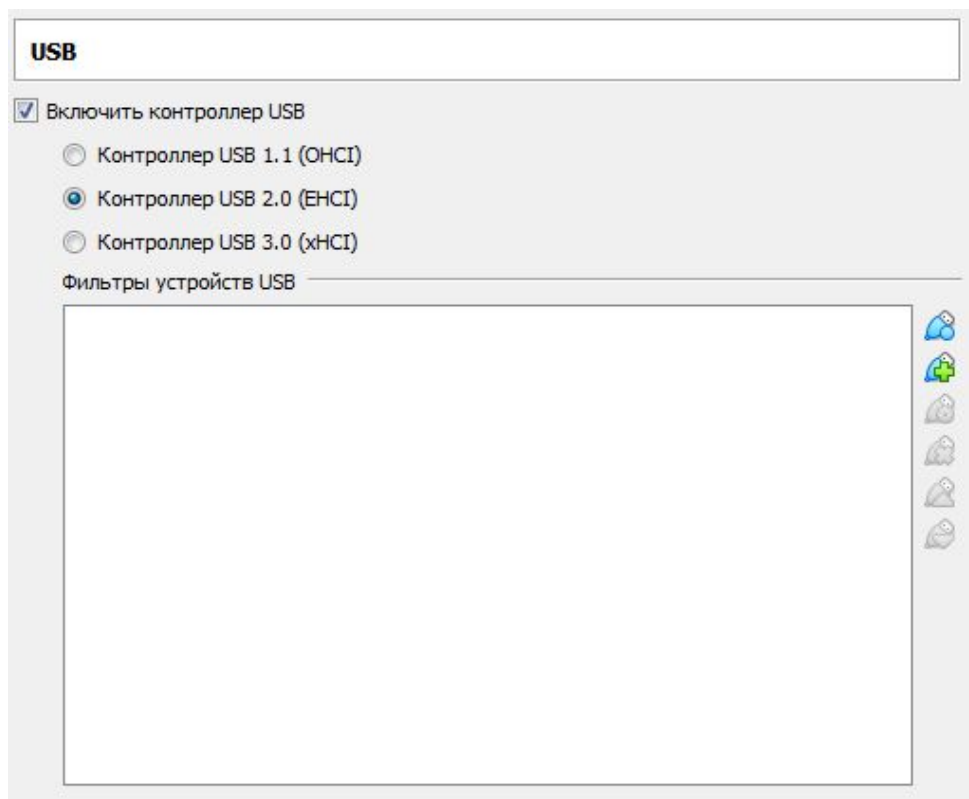 USB
Включить контроллер USB
Контроллер USB 1.1 (OHCI)
Контроллер USB 2.0 (EHCI)
Контроллер USB 3.0 (xHCI)
Фильтры устройств USB